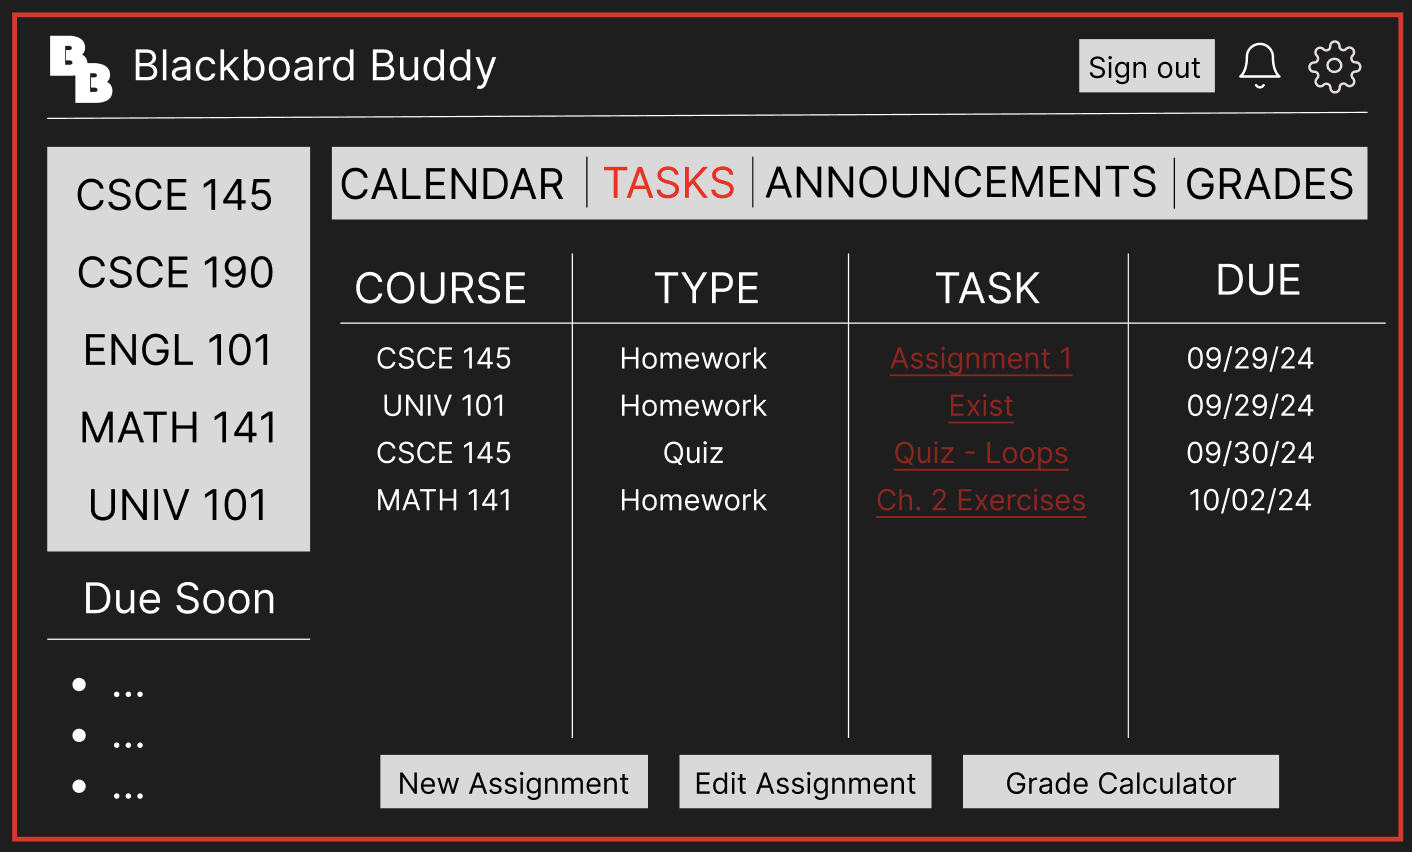 BB
Blackboard Buddy
Sign out
CSCE 145
CSCE 190
ENGL 101
MATH 141
UNIV 101
Due Soon
• ...
• ...
• ...
CALENDAR | TASKS | ANNOUNCEMENTS | GRADES
COURSE TYPE TASK DUE
CSCE 145 Homework Assignment 1 09/29/24
UNIV 101 Homework Exist 09/29/24
CSCE 145 Quiz Quiz - Loops 09/30/24
MATH 141 Homework Ch. 2 Exercises 10/02/24
New Assignment Edit Assignment Grade Calculator